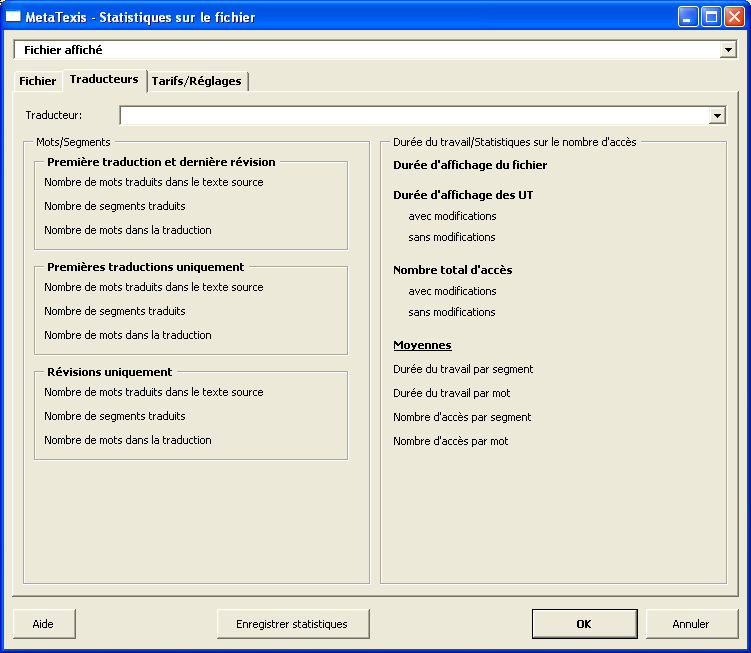 MetaTexis - Statistiques sur le fichier
Fichier affiché
Fichier Traducteurs Tarifs/Réglages
Traducteur:
Mots/Segments
Première traduction et dernière révision
Nombre de mots traduits dans le texte source
Nombre de segments traduits
Nombre de mots dans la traduction
Premières traductions uniquement
Nombre de mots traduits dans le texte source
Nombre de segments traduits
Nombre de mots dans la traduction
Révisions uniquement
Nombre de mots traduits dans le texte source
Nombre de segments traduits
Nombre de mots dans la traduction
Durée du travail/Statistiques sur le nombre d'accès
Durée d'affichage du fichier
Durée d'affichage des UT
avec modifications
sans modifications
Nombre total d'accès
avec modifications
sans modifications
Moyennes
Durée du travail par segment
Durée du travail par mot
Nombre d'accès par segment
Nombre d'accès par mot
Aide Enregistrer statistiques OK Annuler